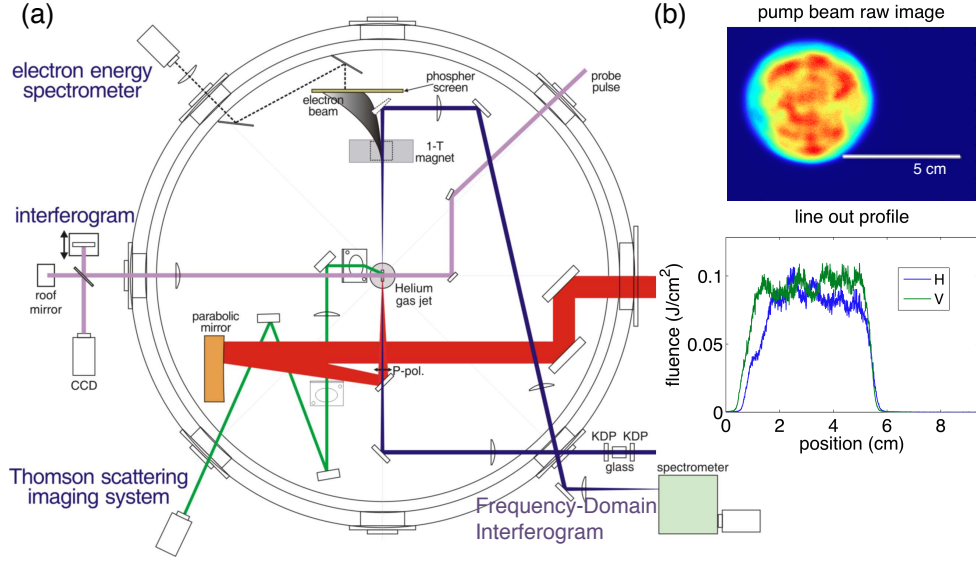 (a)
electron energy
spectrometer
electron
beam
phospher
screen
1-T
magnet
probe
pulse
interferogram
roof
mirror
CCD
Helium
gas jet
parabolic
mirror
P-pol.
KDP KDP
glass
Thomson scattering
imaging system
Frequency-Domain
Interferogram
spectrometer
(b)
pump beam raw image
5 cm
line out profile
fluence (J/cm2)
0.1
0.05
0
H
V
0 2 4 6 8
position (cm)